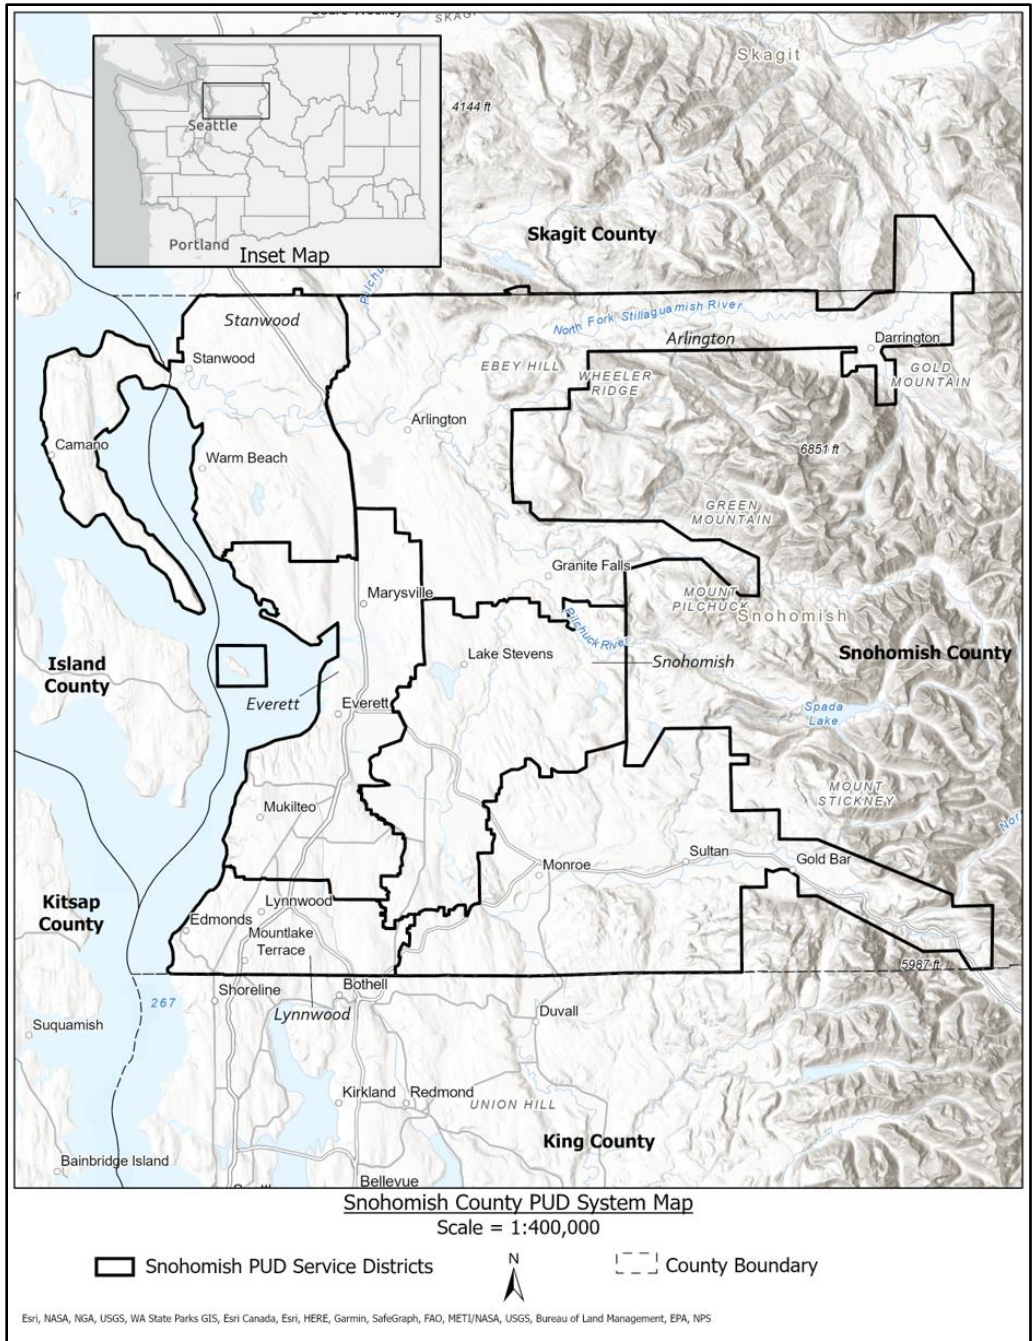 SKAGIT
Skagit
4144 ft
Seattle
Portland
Inset Map
Skagit County
Stanwood
North Fork Stillaguamish River
Arlington
Stanwood
Darrington
EBEY HILL
WHEELER
RIDGE
GOLD
MOUNTAIN
Arlington
Camano
6851 ft
Warm Beach
GREEN
MOUNTAIN
Granite Falls
Marysville
MOUNT
PILCHUCK
Snohomish
Pilchuck River
Island
County
Lake Stevens
Snohomish
Snohomish County
Everett
Everett
Spada
Lake
Mukilteo
MOUNT
STICKNEY
Monroe
Sultan
Gold Bar
Kitsap
County
Lynnwood
Edmonds
Mountlake
Terrace
5987 ft
267
Shoreline
Bothell
Lynnwood
Duvall
Suquamish
Kirkland
Redmond
UNION HILL
King County
Bainbridge Island
Bellevue
Snohomish County PUD System Map
Scale = 1:400,000
Snohomish PUD Service Districts
N
County Boundary
Esri, NASA, NGA, USGS, WA State Parks GIS, Esri Canada, Esri, HERE, Garmin, SafeGraph, FAO, METI/NASA, USGS, Bureau of Land Management, EPA, NPS